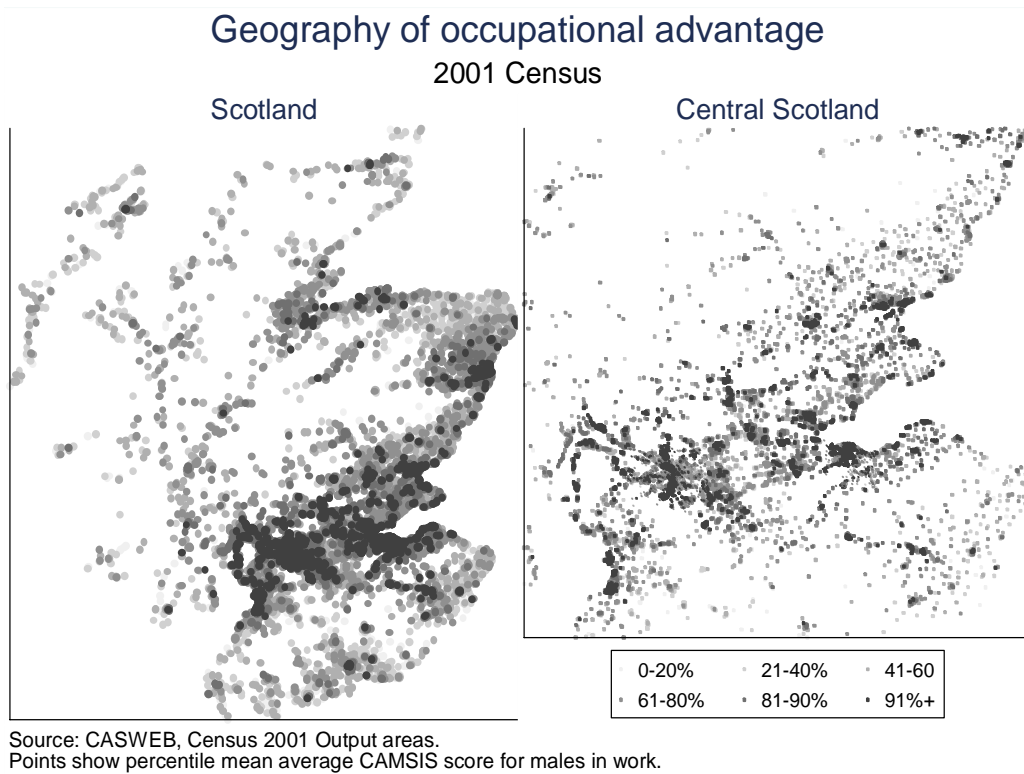 Geography of occupational advantage
2001 Census
Scotland
Central Scotland
0-20% 21-40% 41-60
61-80% 81-90% 91%+
Source: CASWEB, Census 2001 Output areas.
Points show percentile mean average CAMSIS score for males in work.